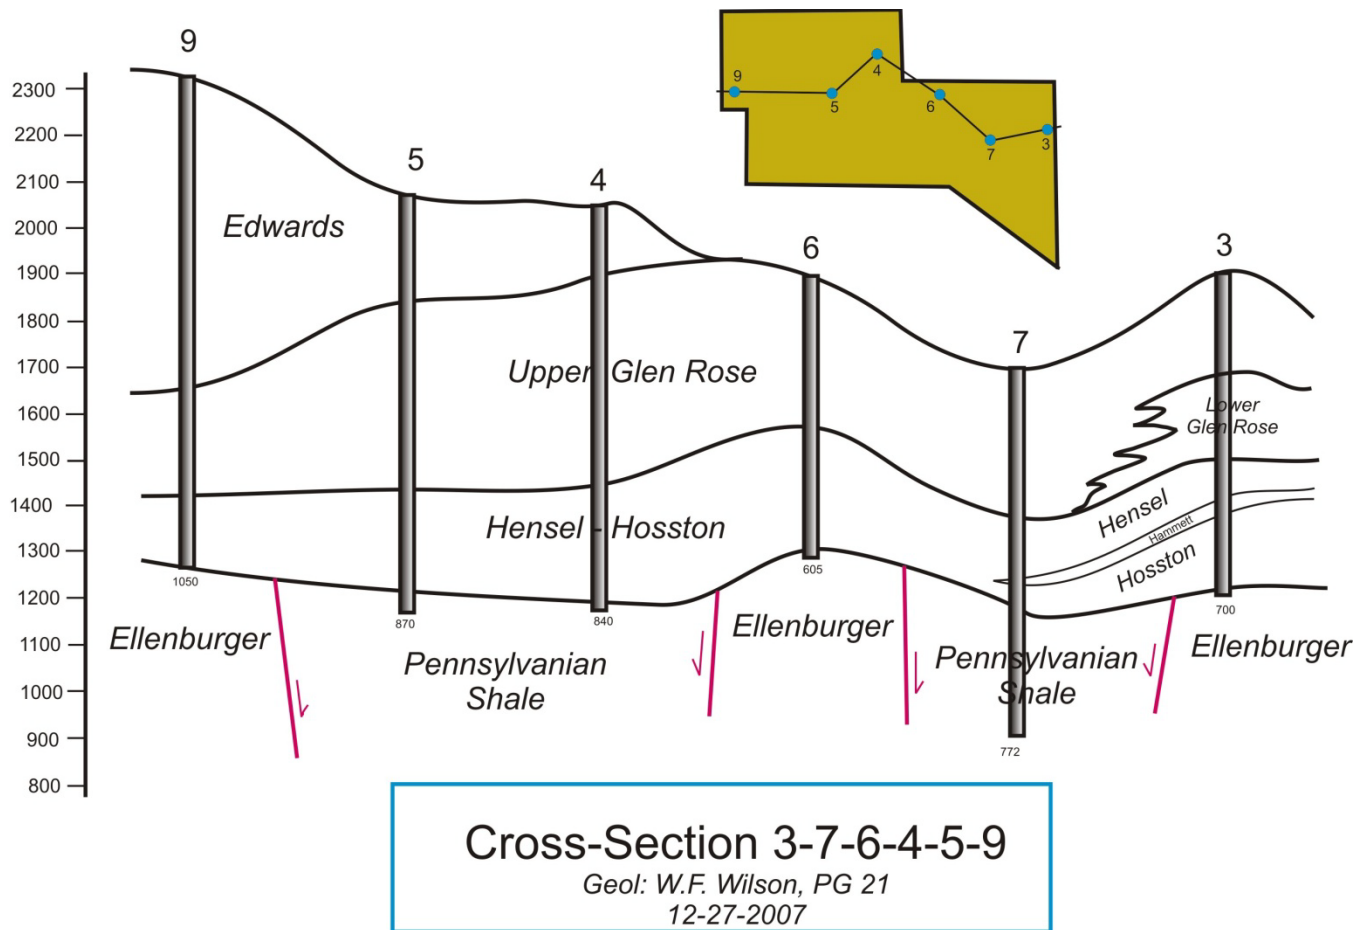 9
2300
2200
2100
2000
1900
1800
1700
1600
1500
1400
1300
1200
1100
1000
900
800
5
4
6
7
3
9
5
4
6
7
3
Edwards
Upper Glen Rose
Lower
Glen Rose
Hensel - Hosston
Hensel
Hammett
Hosston
1050
870
840
605
772
700
Ellenburger
Pennsylvanian
Shale
Ellenburger
Pennsylvanian
Shale
Ellenburger
Cross-Section 3-7-6-4-5-9
Geol: W.F. Wilson, PG 21
12-27-2007